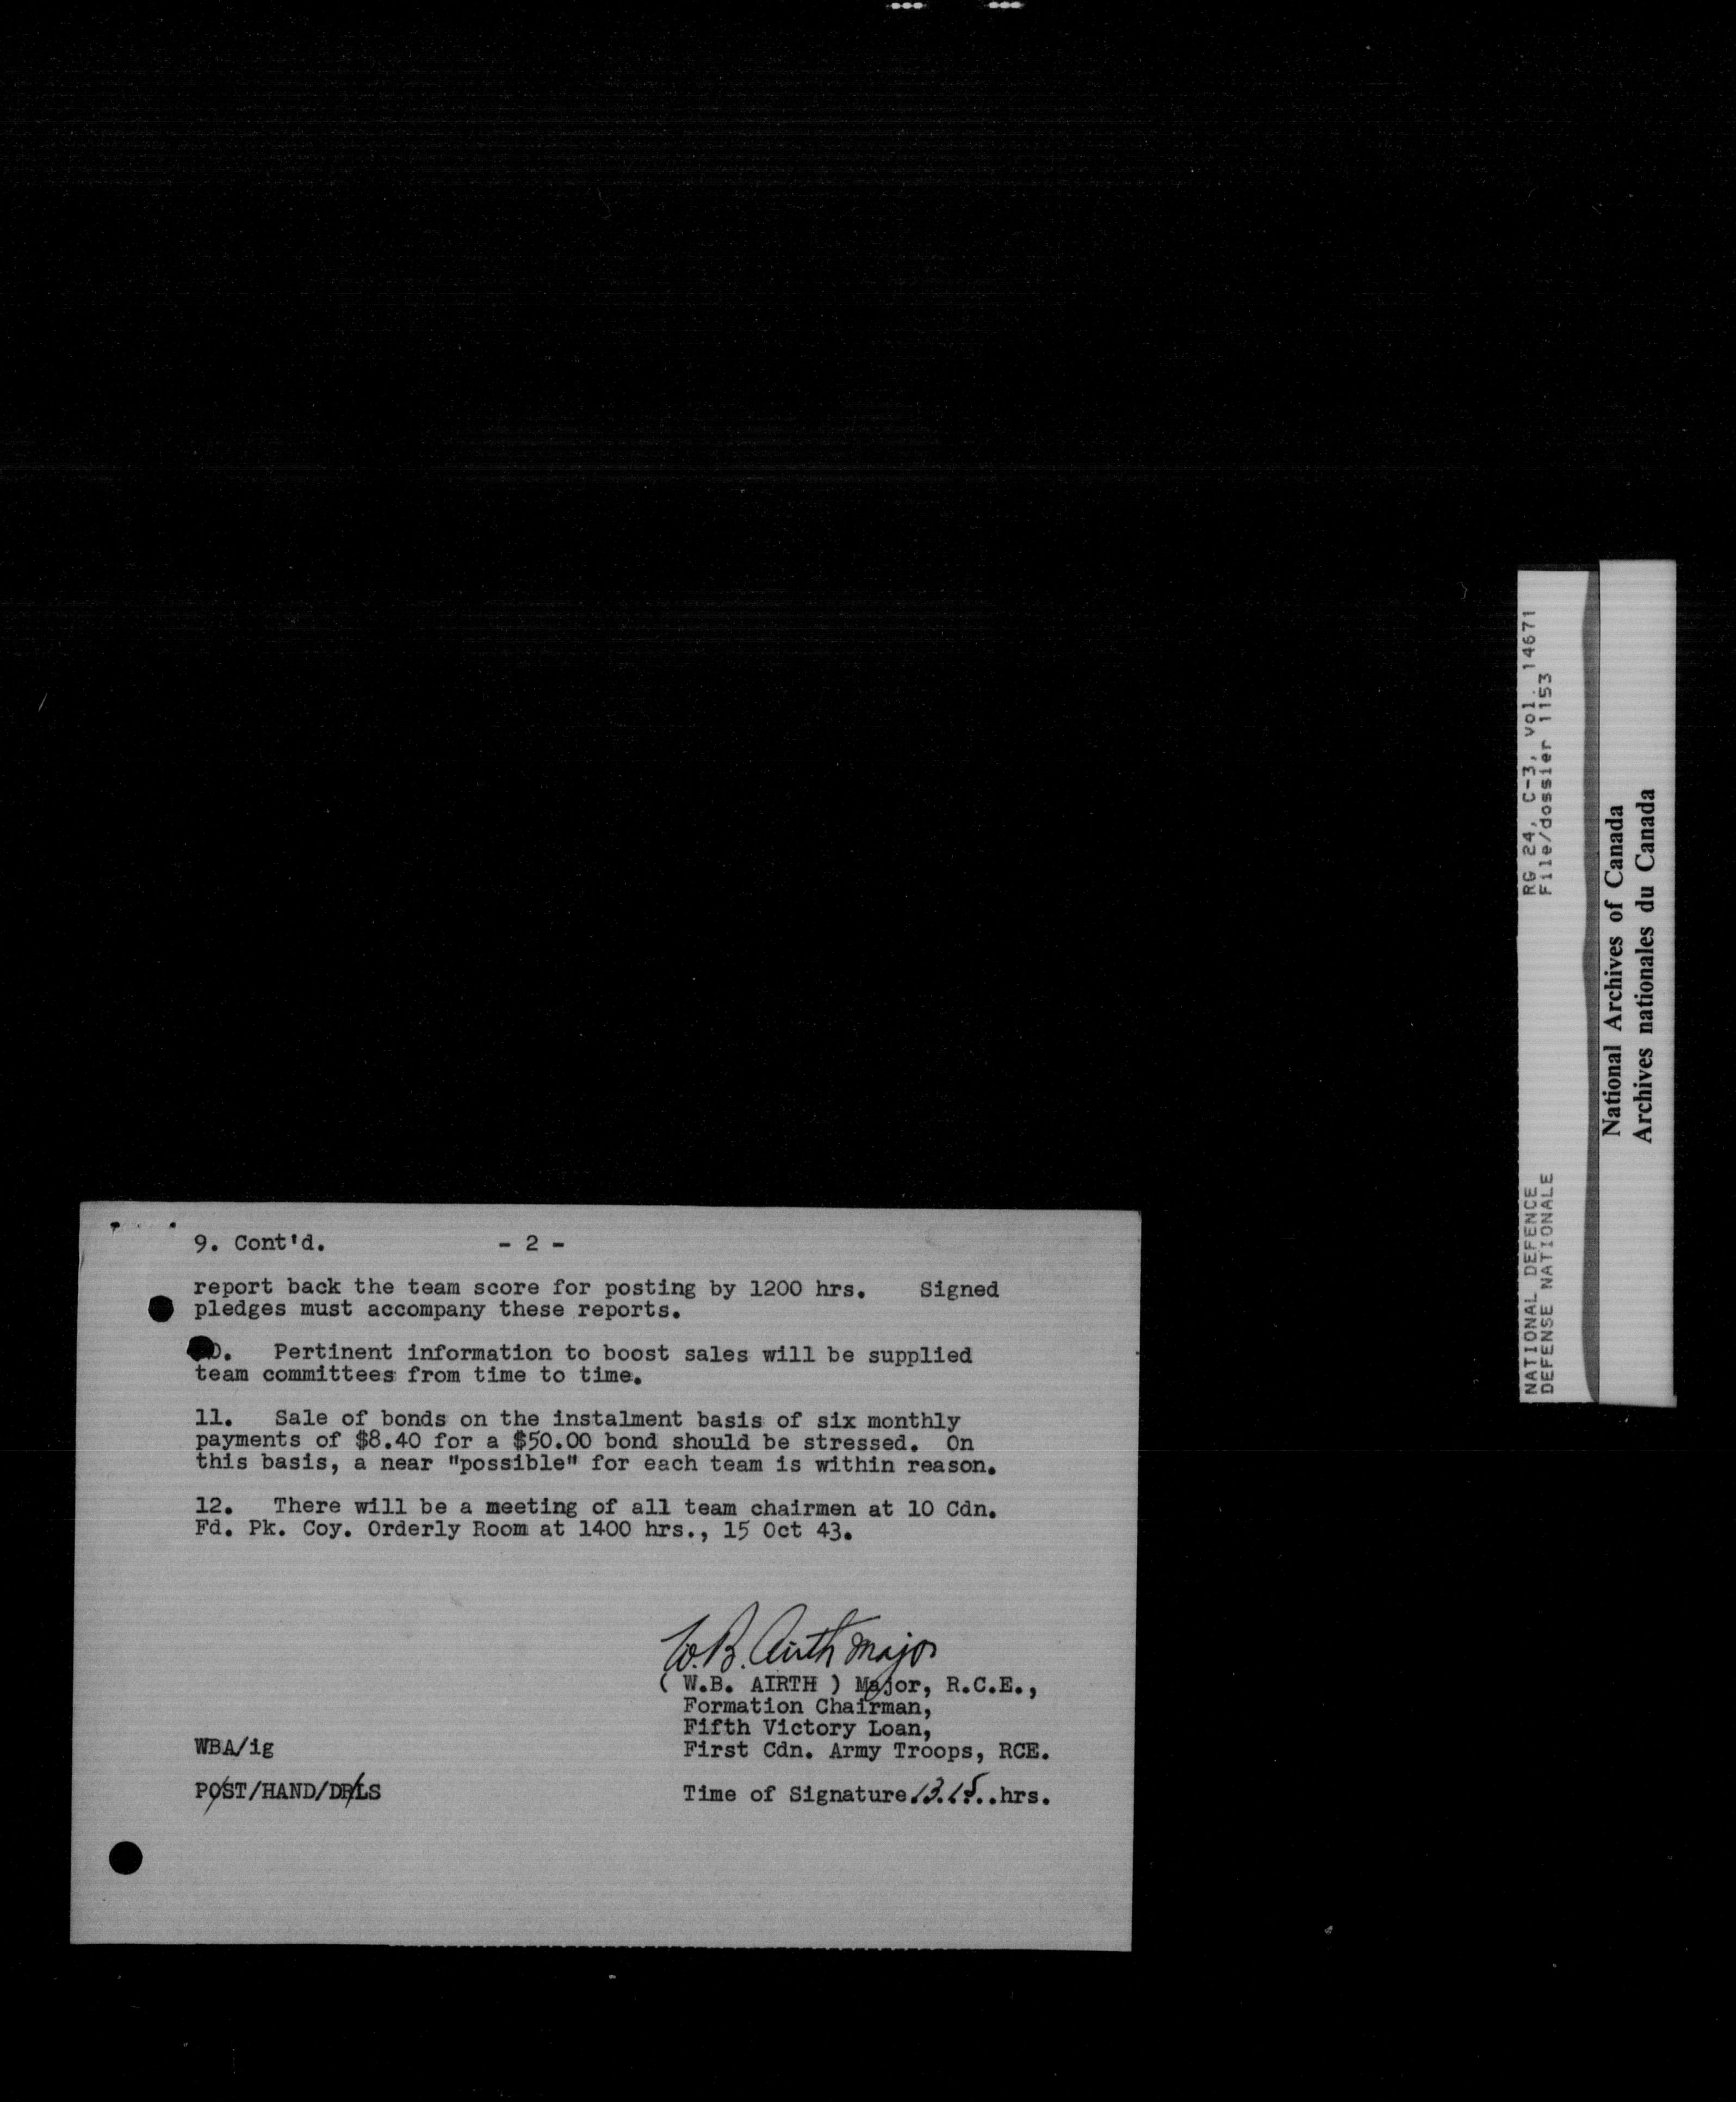 9. Cont'd. - 2 -
report back the team score for posting by 1200 hrs. Signed
pledges must accompany these reports.
0. Pertinent information to boost sales will be supplied
team committees from time to time.
11. Sale of bonds on the instalment basis of six monthly
payments of $8.40 for a $50.00 bond should be stressed. On
this basis, a near "possible" for each team is within reason.
12. There will be a meeting of all team chairmen at 10 Cdn.
Fd. Pk. Coy. Orderly Room at 1400 hrs., 15 Oct 43.
W.B. Airth Major
( W.B. AIRTH ) Major, R.C.E.,
Formation Chairman,
Fifth Victory Loan,
WBA/ig First Cdn. Army Troops, RCE.
POST/HAND/DRLS Time of Signature 13.15..hrs.
NATIONAL DEFENCE RG 24, C-3, vol. 14671
DEFENSE NATIONALE File/dossier 1153
National Archives of Canada
Archives nationales du Canada